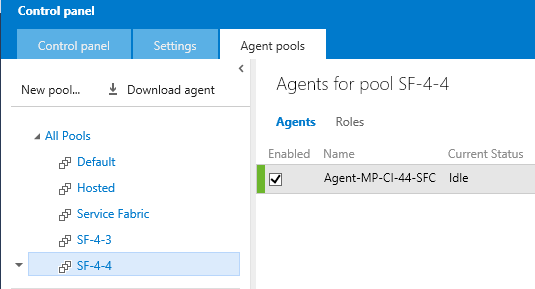 Control panel
Control panel Settings Agent pools
New pool... Download agent
All Pools
Default
Hosted
Service Fabric
SF-4-3
SF-4-4
Agents for pool SF-4-4
Agents Roles
Enabled Name Current Status
Agent-MP-CI-44-SFC Idle